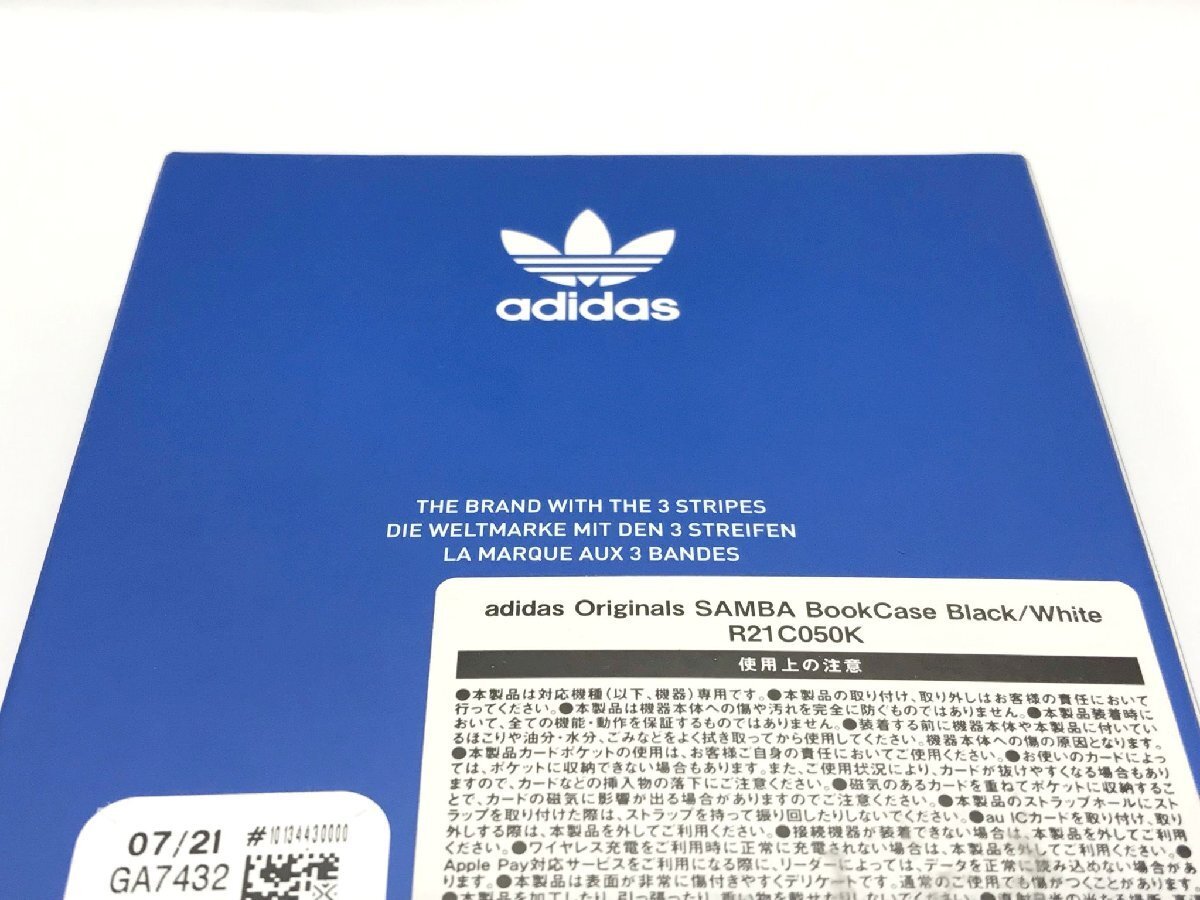 adidas
THE BRAND WITH THE 3 STRIPES
DIE WELTMARKE MIT DEN 3 STREIFEN
LA MARQUE AUX 3 BANDES
adidas Originals SAMBA BookCase Black/White
R21C050K
使用上の注意
●本製品は対応機種(以下、機器)専用です。●本製品の取り付け、取り外しはお客様の責任において
行ってください。●本製品は機器本体への傷や汚れを完全に防ぐものではありません。●本製品装着時に
おいて、全ての機能・動作を保証するものではありません。●装着する前に機器本体や本製品に付いてい
るほこりや油分・水分、ごみなどをよく拭き取ってから使用してください。機器本体への傷の原因となります。
●本製品カードポケットの使用は、お客様ご自身の責任においてご使用ください。●お使いのカードによっ
ては、ポケットに収納できない場合もあります。また、ご使用状況により、カードが抜けやすくなる場合もあり
ますので、カードなどの挿入物の落下にご注意ください。●磁気のあるカードを重ねてポケットに収納するこ
とで、カードの磁気に影響が出る場合がありますのでご注意ください。●本製品のストラップホールにスト
ラップを取り付けた際は、ストラップを持って振り回したりしないでください。●au ICカードを取り付け、取り
外しする際は、本製品を外してご利用ください。●接続機器が装着できない場合は、本製品を外してご利用
ください。●ワイヤレス充電をご利用時に正常に充電されない場合は、本製品を外してご利用ください。●
Apple Pay対応サービスをご利用になる際に、リーダーによっては、データを正常に読み込めない場合があ
ります。●本製品は表面が非常に傷付きやすくデリケートです。通常のご使用でも傷がつくことがあります。
●本製品を加工したり、引っ張ったり、重い物を載せたりしないでください。
07/21
GA7432
#10134430000